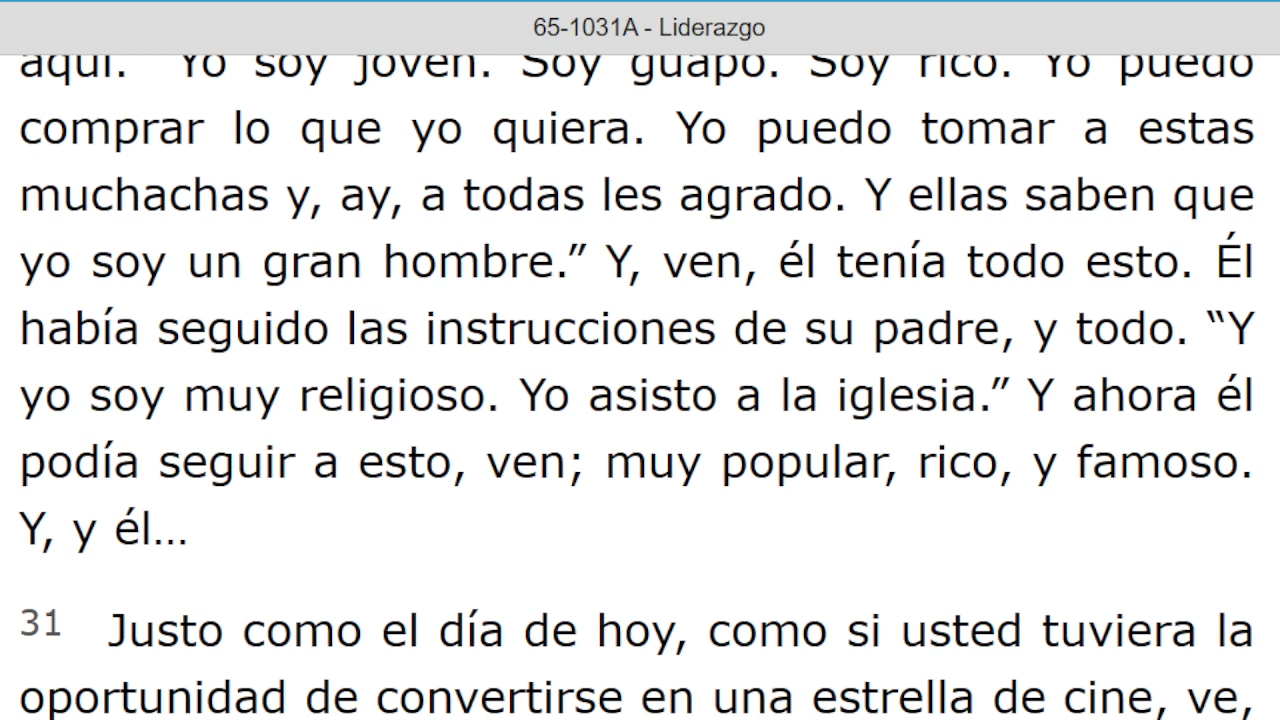 65-1031A - Liderazgo
aquí. “Yo soy joven. Soy guapo. Soy rico. Yo puedo
comprar lo que yo quiera. Yo puedo tomar a estas
muchachas y, ay, a todas les agrado. Y ellas saben que
yo soy un gran hombre.” Y, ven, él tenía todo esto. Él
había seguido las instrucciones de su padre, y todo. “Y
yo soy muy religioso. Yo asisto a la iglesia.” Y ahora él
podía seguir a esto, ven; muy popular, rico, y famoso.
Y, y él...
31 Justo como el día de hoy, como si usted tuviera la
oportunidad de convertirse en una estrella de cine, ve,